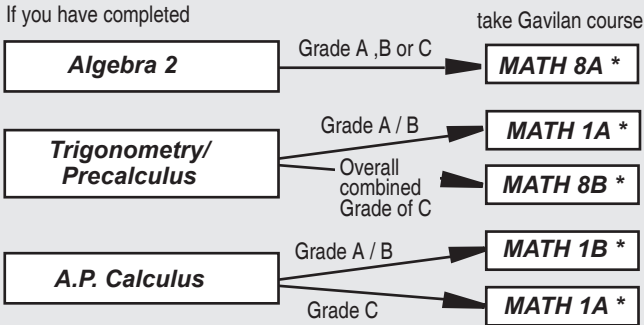 If you have completed
take Gavilan course
Algebra 2
Grade A ,B or C
MATH 8A *
Trigonometry/
Precalculus
Grade A / B
MATH 1A *
Overall
combined
Grade of C
MATH 8B *
A.P. Calculus
Grade A / B
MATH 1B *
Grade C
MATH 1A *